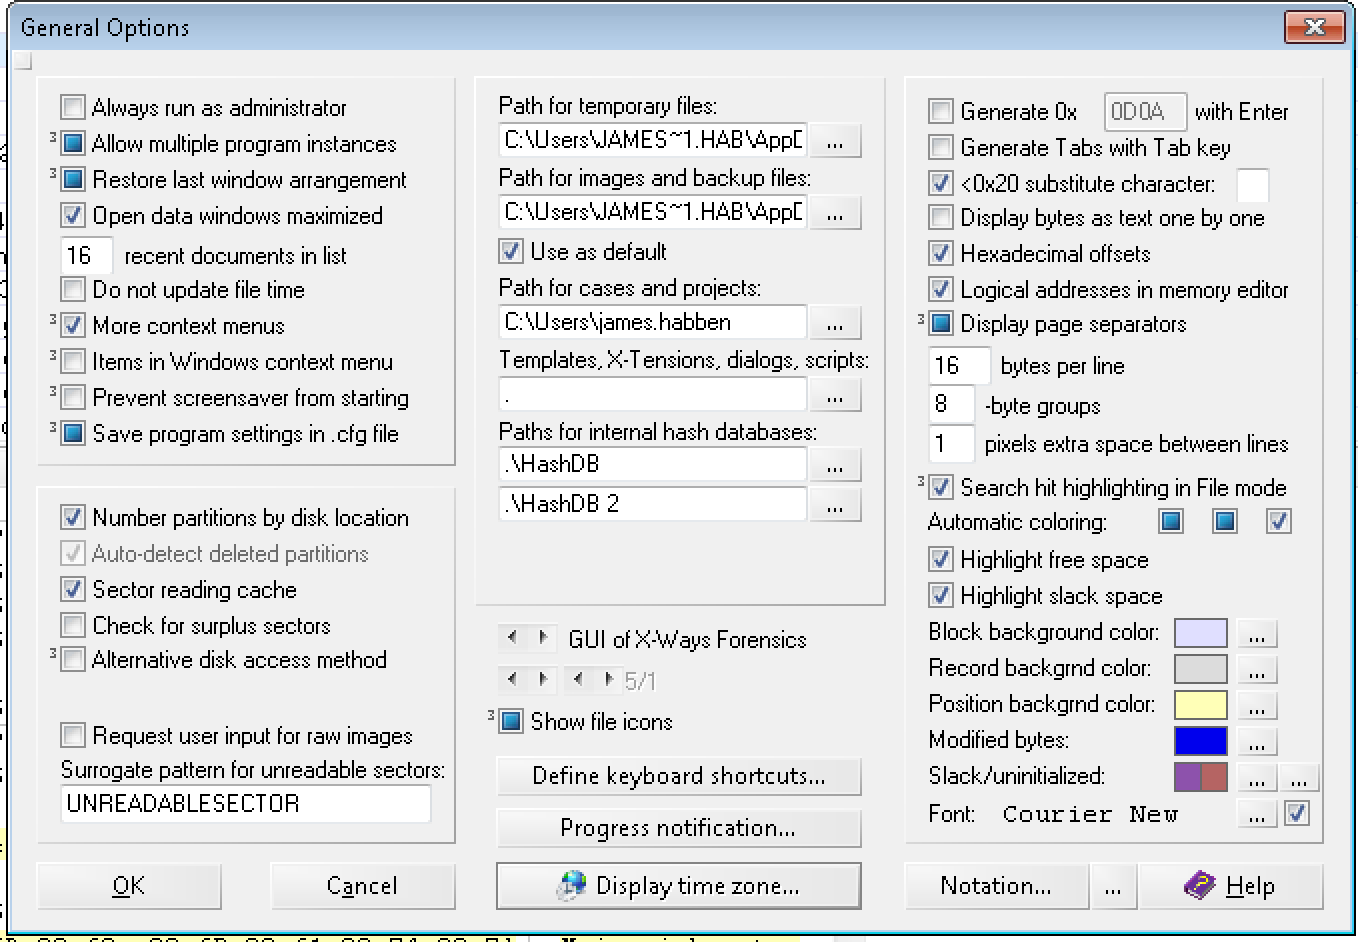 General Options
Always run as administrator
3 Allow multiple program instances
3 Restore last window arrangement
Open data windows maximized
16 recent documents in list
Do not update file time
3 More context menus
3 Items in Windows context menu
3 Prevent screensaver from starting
3 Save program settings in .cfg file
Number partitions by disk location
Auto-detect deleted partitions
Sector reading cache
Check for surplus sectors
3 Alternative disk access method
Request user input for raw images
Surrogate pattern for unreadable sectors:
UNREADABLESECTOR
OK
Cancel
Path for temporary files:
C:\Users\JAMES~1.HAB\AppD ...
Path for images and backup files:
C:\Users\JAMES~1.HAB\AppD ...
Use as default
Path for cases and projects:
C:\Users\james.habben ...
Templates, X-Tensions, dialogs, scripts:
. ...
Paths for internal hash databases:
.\HashDB ...
.\HashDB 2 ...
GUI of X-Ways Forensics
5/1
3 Show file icons
Define keyboard shortcuts...
Progress notification...
Display time zone...
Generate 0x 0D0A with Enter
Generate Tabs with Tab key
<0x20 substitute character:
Display bytes as text one by one
Hexadecimal offsets
Logical addresses in memory editor
3 Display page separators
16 bytes per line
8 -byte groups
1 pixels extra space between lines
3 Search hit highlighting in File mode
Automatic coloring:
Highlight free space
Highlight slack space
Block background color: ...
Record backgrnd color: ...
Position backgrnd color: ...
Modified bytes: ...
Slack/uninitialized: ... ...
Font: Courier New ...
Notation... ...
Help